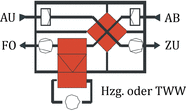 AU AB
FO ZU
Hzg. oder TWW